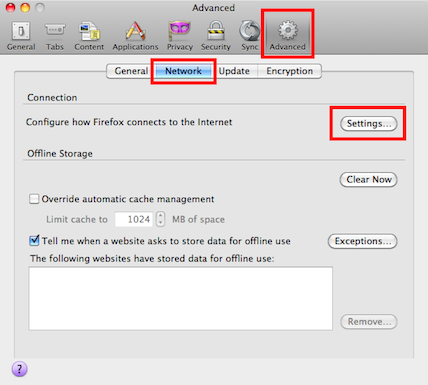 Advanced
General Tabs Content Applications Privacy Security Sync Advanced
General Network Update Encryption
Connection
Configure how Firefox connects to the Internet Settings...
Offline Storage
Clear Now
Override automatic cache management
Limit cache to 1024 MB of space
Tell me when a website asks to store data for offline use Exceptions...
The following websites have stored data for offline use:
Remove...
?